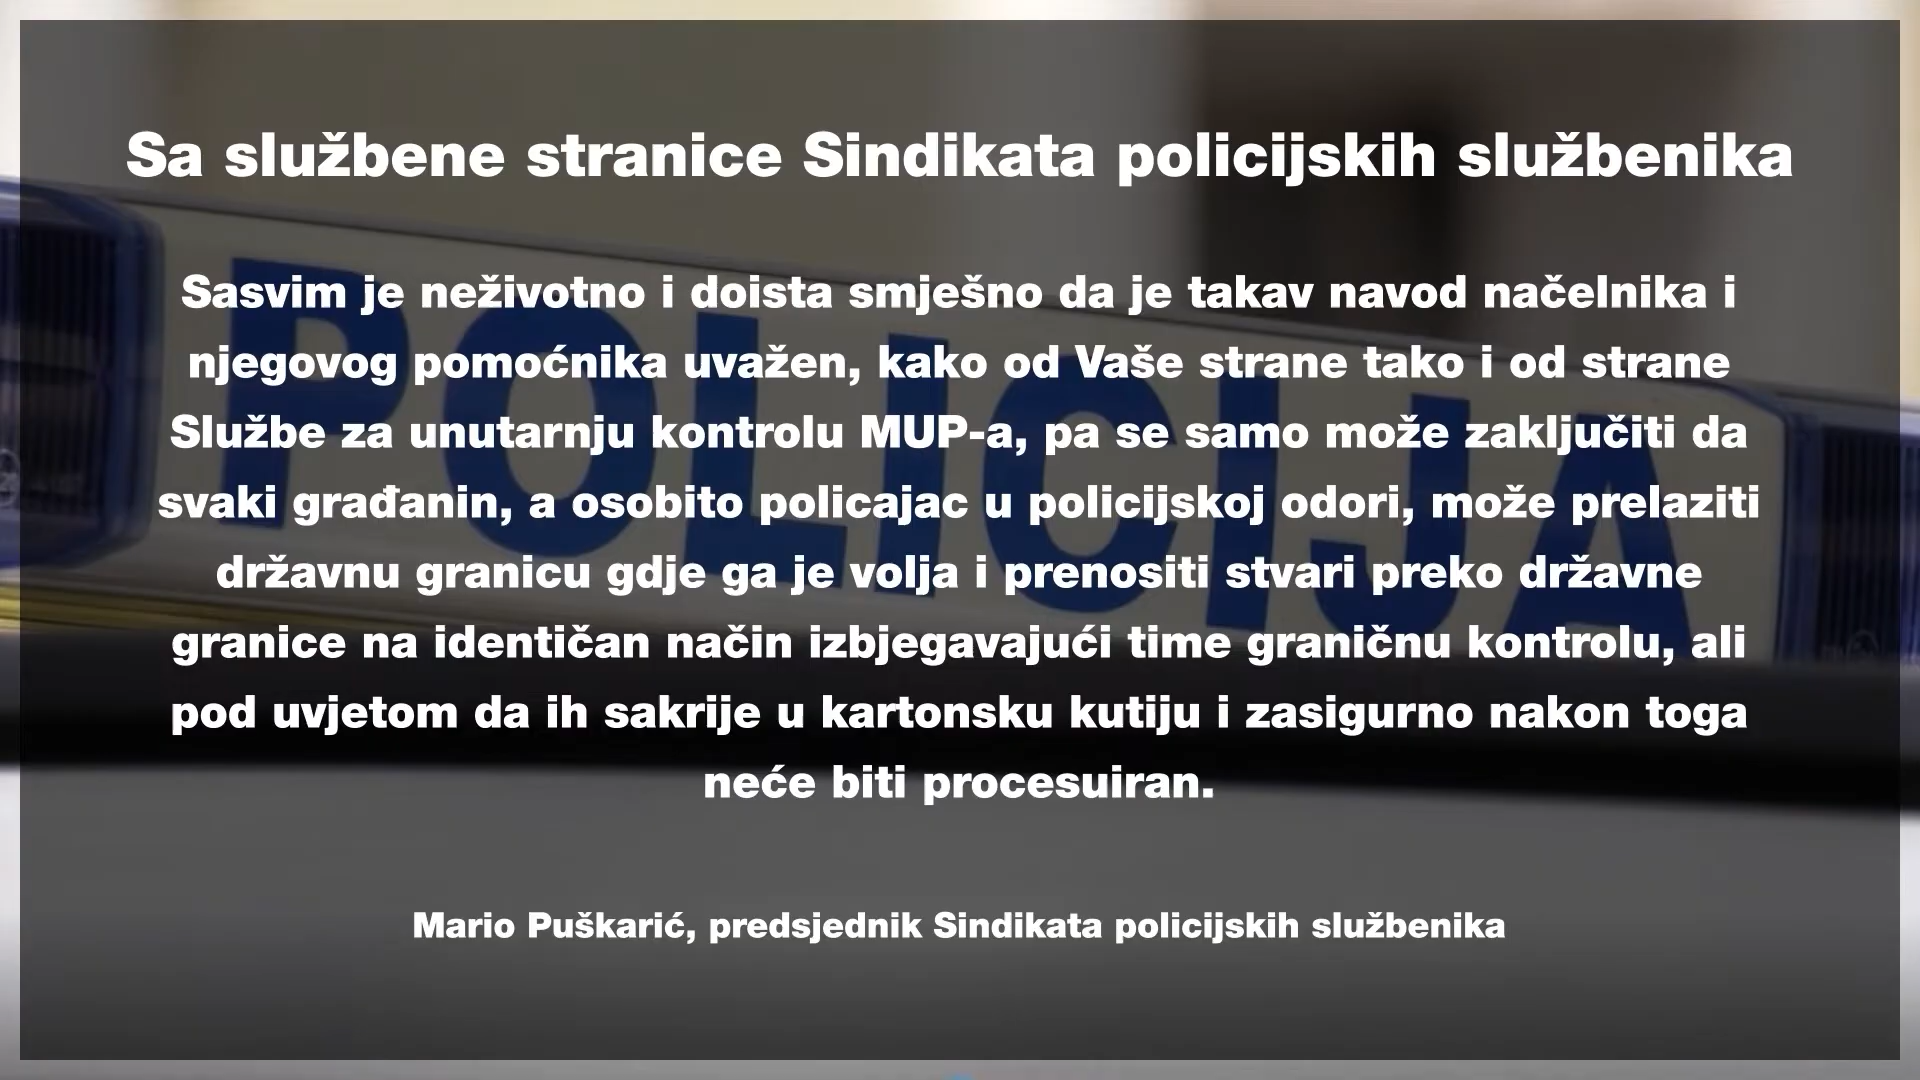 Sa službene stranice Sindikata policijskih službenika
Sasvim je neživotno i doista smješno da je takav navod načelnika i
njegovog pomoćnika uvažen, kako od Vaše strane tako i od strane
Službe za unutarnju kontrolu MUP-a, pa se samo može zaključiti da
svaki građanin, a osobito policajac u policijskoj odori, može prelaziti
državnu granicu gdje ga je volja i prenositi stvari preko državne
granice na identičan način izbjegavajući time graničnu kontrolu, ali
pod uvjetom da ih sakrije u kartonsku kutiju i zasigurno nakon toga
neće biti procesuiran.
Mario Puškarić, predsjednik Sindikata policijskih službenika
POLICIJA